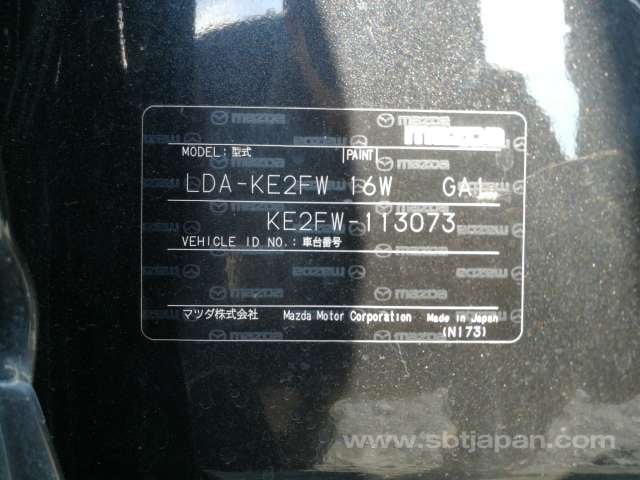 mazda
MODEL: 型式 PAINT
LDA-KE2FW 16W GA1
KE2FW-113073
VEHICLE ID NO.: 車台番号
マツダ株式会社 Mazda Motor Corporation Made in Japan
(N173)
www.sbtjapan.com